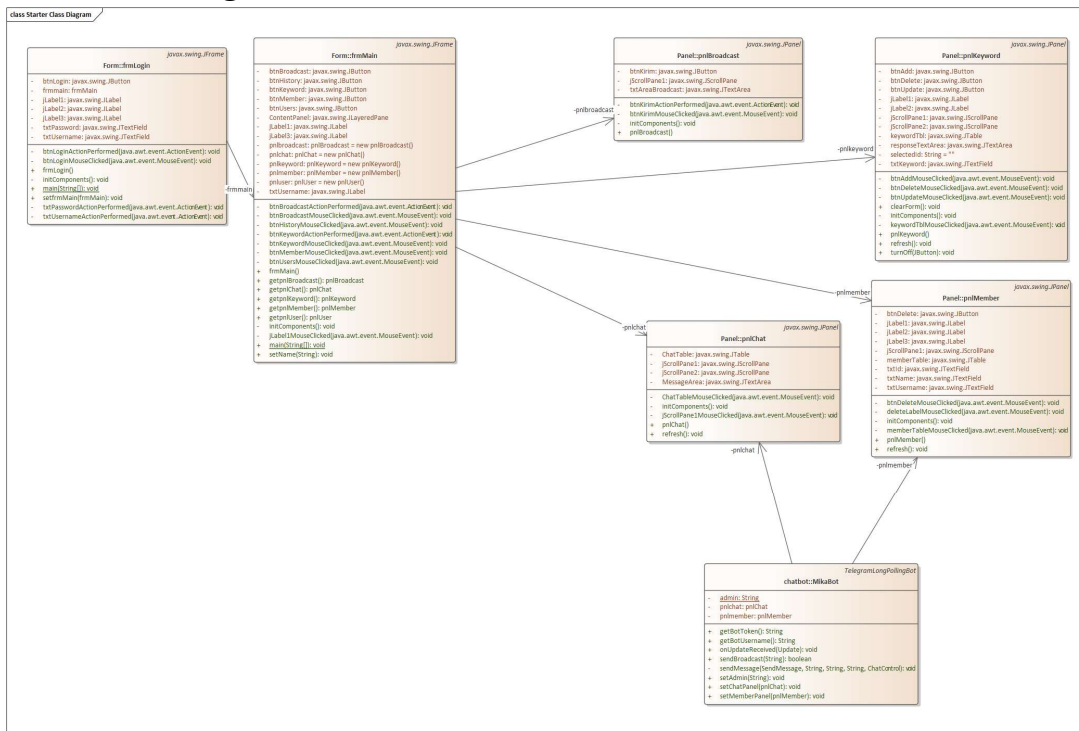 class Starter Class Diagram
javax.swing.JFrame
Form::frmLogin
- btnLogin: javax.swing.JButton
- frmmain: frmMain
- jLabel1: javax.swing.JLabel
- jLabel2: javax.swing.JLabel
- jLabel3: javax.swing.JLabel
- txtPassword: javax.swing.JTextField
- txtUsername: javax.swing.JTextField
- btnLoginActionPerformed(java.awt.event.ActionEvent): void
- btnLoginMouseClicked(java.awt.event.MouseEvent): void
+ frmLogin()
- initComponents(): void
+ main(String[]): void
+ setfrmMain(frmMain): void
- txtPasswordActionPerformed(java.awt.event.ActionEvent): void
- txtUsernameActionPerformed(java.awt.event.ActionEvent): void
-frmmain
javax.swing.JFrame
Form::frmMain
- btnBroadcast: javax.swing.JButton
- btnHistory: javax.swing.JButton
- btnKeyword: javax.swing.JButton
- btnMember: javax.swing.JButton
- btnUsers: javax.swing.JButton
- ContentPanel: javax.swing.JLayeredPane
- jLabel1: javax.swing.JLabel
- jLabel3: javax.swing.JLabel
- pnlbroadcast: pnlBroadcast = new pnlBroadcast()
- pnlchat: pnlChat = new pnlChat()
- pnlkeyword: pnlKeyword = new pnlKeyword()
- pnlmember: pnlMember = new pnlMember()
- pnluser: pnlUser = new pnlUser()
- txtUsername: javax.swing.JLabel
- btnBroadcastActionPerformed(java.awt.event.ActionEvent): void
- btnBroadcastMouseClicked(java.awt.event.MouseEvent): void
- btnHistoryMouseClicked(java.awt.event.MouseEvent): void
- btnKeywordActionPerformed(java.awt.event.ActionEvent): void
- btnKeywordMouseClicked(java.awt.event.MouseEvent): void
- btnMemberMouseClicked(java.awt.event.MouseEvent): void
- btnUsersMouseClicked(java.awt.event.MouseEvent): void
+ frmMain()
+ getpnlBroadcast(): pnlBroadcast
+ getpnlChat(): pnlChat
+ getpnlKeyword(): pnlKeyword
+ getpnlMember(): pnlMember
+ getpnlUser(): pnlUser
- initComponents(): void
- jLabel1MouseClicked(java.awt.event.MouseEvent): void
+ main(String[]): void
+ setName(String): void
-pnlbroadcast
javax.swing.JPanel
Panel::pnlBroadcast
- btnKirim: javax.swing.JButton
- jScrollPane1: javax.swing.JScrollPane
- txtAreaBroadcast: javax.swing.JTextArea
- btnKirimActionPerformed(java.awt.event.ActionEvent): void
- btnKirimMouseClicked(java.awt.event.MouseEvent): void
- initComponents(): void
+ pnlBroadcast()
-pnlkeyword
javax.swing.JPanel
Panel::pnlKeyword
- btnAdd: javax.swing.JButton
- btnDelete: javax.swing.JButton
- btnUpdate: javax.swing.JButton
- jLabel1: javax.swing.JLabel
- jLabel2: javax.swing.JLabel
- jScrollPane1: javax.swing.JScrollPane
- jScrollPane2: javax.swing.JScrollPane
- keywordTbl: javax.swing.JTable
- responseTextArea: javax.swing.JTextArea
- selectedId: String = ""
- txtKeyword: javax.swing.JTextField
- btnAddMouseClicked(java.awt.event.MouseEvent): void
- btnDeleteMouseClicked(java.awt.event.MouseEvent): void
- btnUpdateMouseClicked(java.awt.event.MouseEvent): void
+ clearForm(): void
- initComponents(): void
- keywordTblMouseClicked(java.awt.event.MouseEvent): void
+ pnlKeyword()
+ refresh(): void
+ turnOff(JButton): void
-pnlmember
javax.swing.JPanel
Panel::pnlMember
- btnDelete: javax.swing.JButton
- jLabel1: javax.swing.JLabel
- jLabel2: javax.swing.JLabel
- jLabel3: javax.swing.JLabel
- jScrollPane1: javax.swing.JScrollPane
- memberTable: javax.swing.JTable
- txtId: javax.swing.JTextField
- txtName: javax.swing.JTextField
- txtUsername: javax.swing.JTextField
- btnDeleteMouseClicked(java.awt.event.MouseEvent): void
- deleteLabelMouseClicked(java.awt.event.MouseEvent): void
- initComponents(): void
- memberTableMouseClicked(java.awt.event.MouseEvent): void
+ pnlMember()
+ refresh(): void
-pnlchat
javax.swing.JPanel
Panel::pnlChat
- ChatTable: javax.swing.JTable
- jScrollPane1: javax.swing.JScrollPane
- jScrollPane2: javax.swing.JScrollPane
- MessageArea: javax.swing.JTextArea
- ChatTableMouseClicked(java.awt.event.MouseEvent): void
- initComponents(): void
- jScrollPane1MouseClicked(java.awt.event.MouseEvent): void
+ pnlChat()
+ refresh(): void
-pnlchat
-pnlmember
TelegramLongPollingBot
chatbot::MikaBot
- admin: String
- pnlchat: pnlChat
- pnlmember: pnlMember
+ getBotToken(): String
+ getBotUsername(): String
+ onUpdateReceived(Update): void
+ sendBroadcast(String): boolean
- sendMessage(SendMessage, String, String, String, ChatControl): void
+ setAdmin(String): void
+ setChatPanel(pnlChat): void
+ setMemberPanel(pnlMember): void